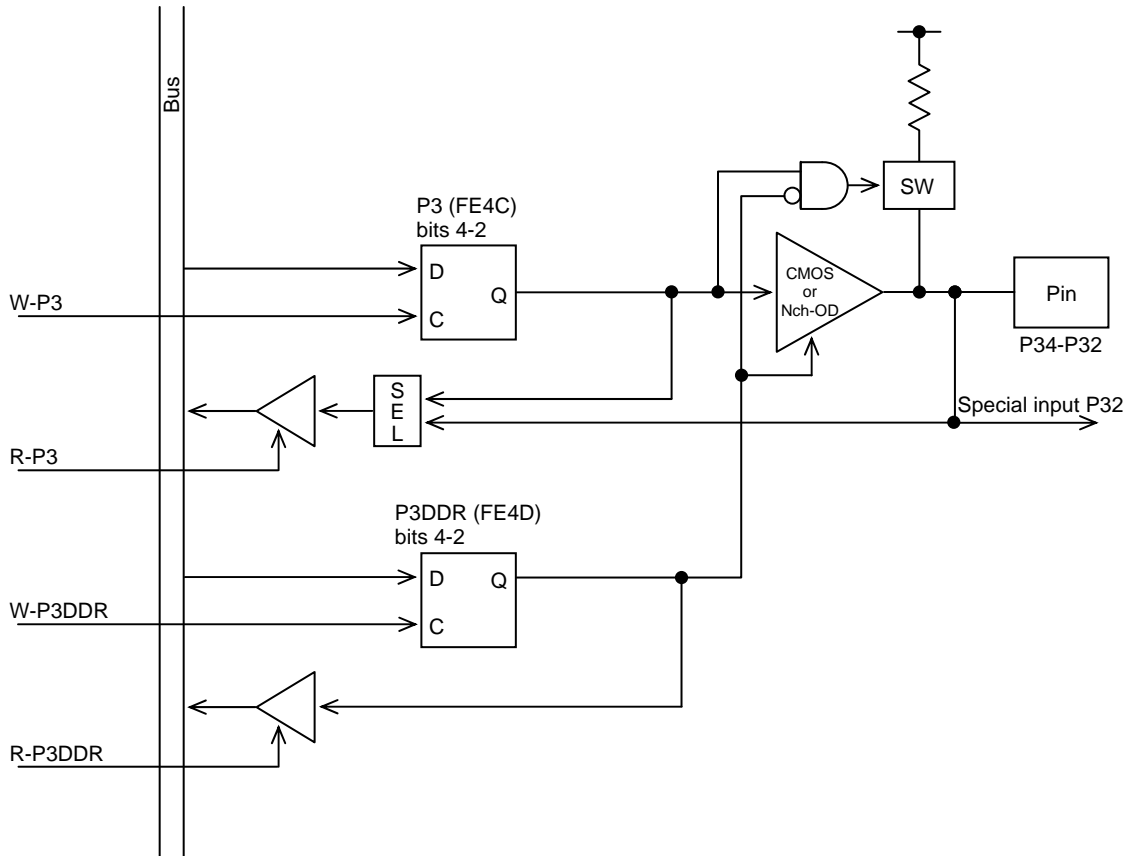 Bus
SW
P3 (FE4C)
bits 4-2
D
Q
C
CMOS
or
Nch-OD
Pin
P34-P32
W-P3
S
E
L
Special input P32
R-P3
P3DDR (FE4D)
bits 4-2
D
Q
C
W-P3DDR
R-P3DDR